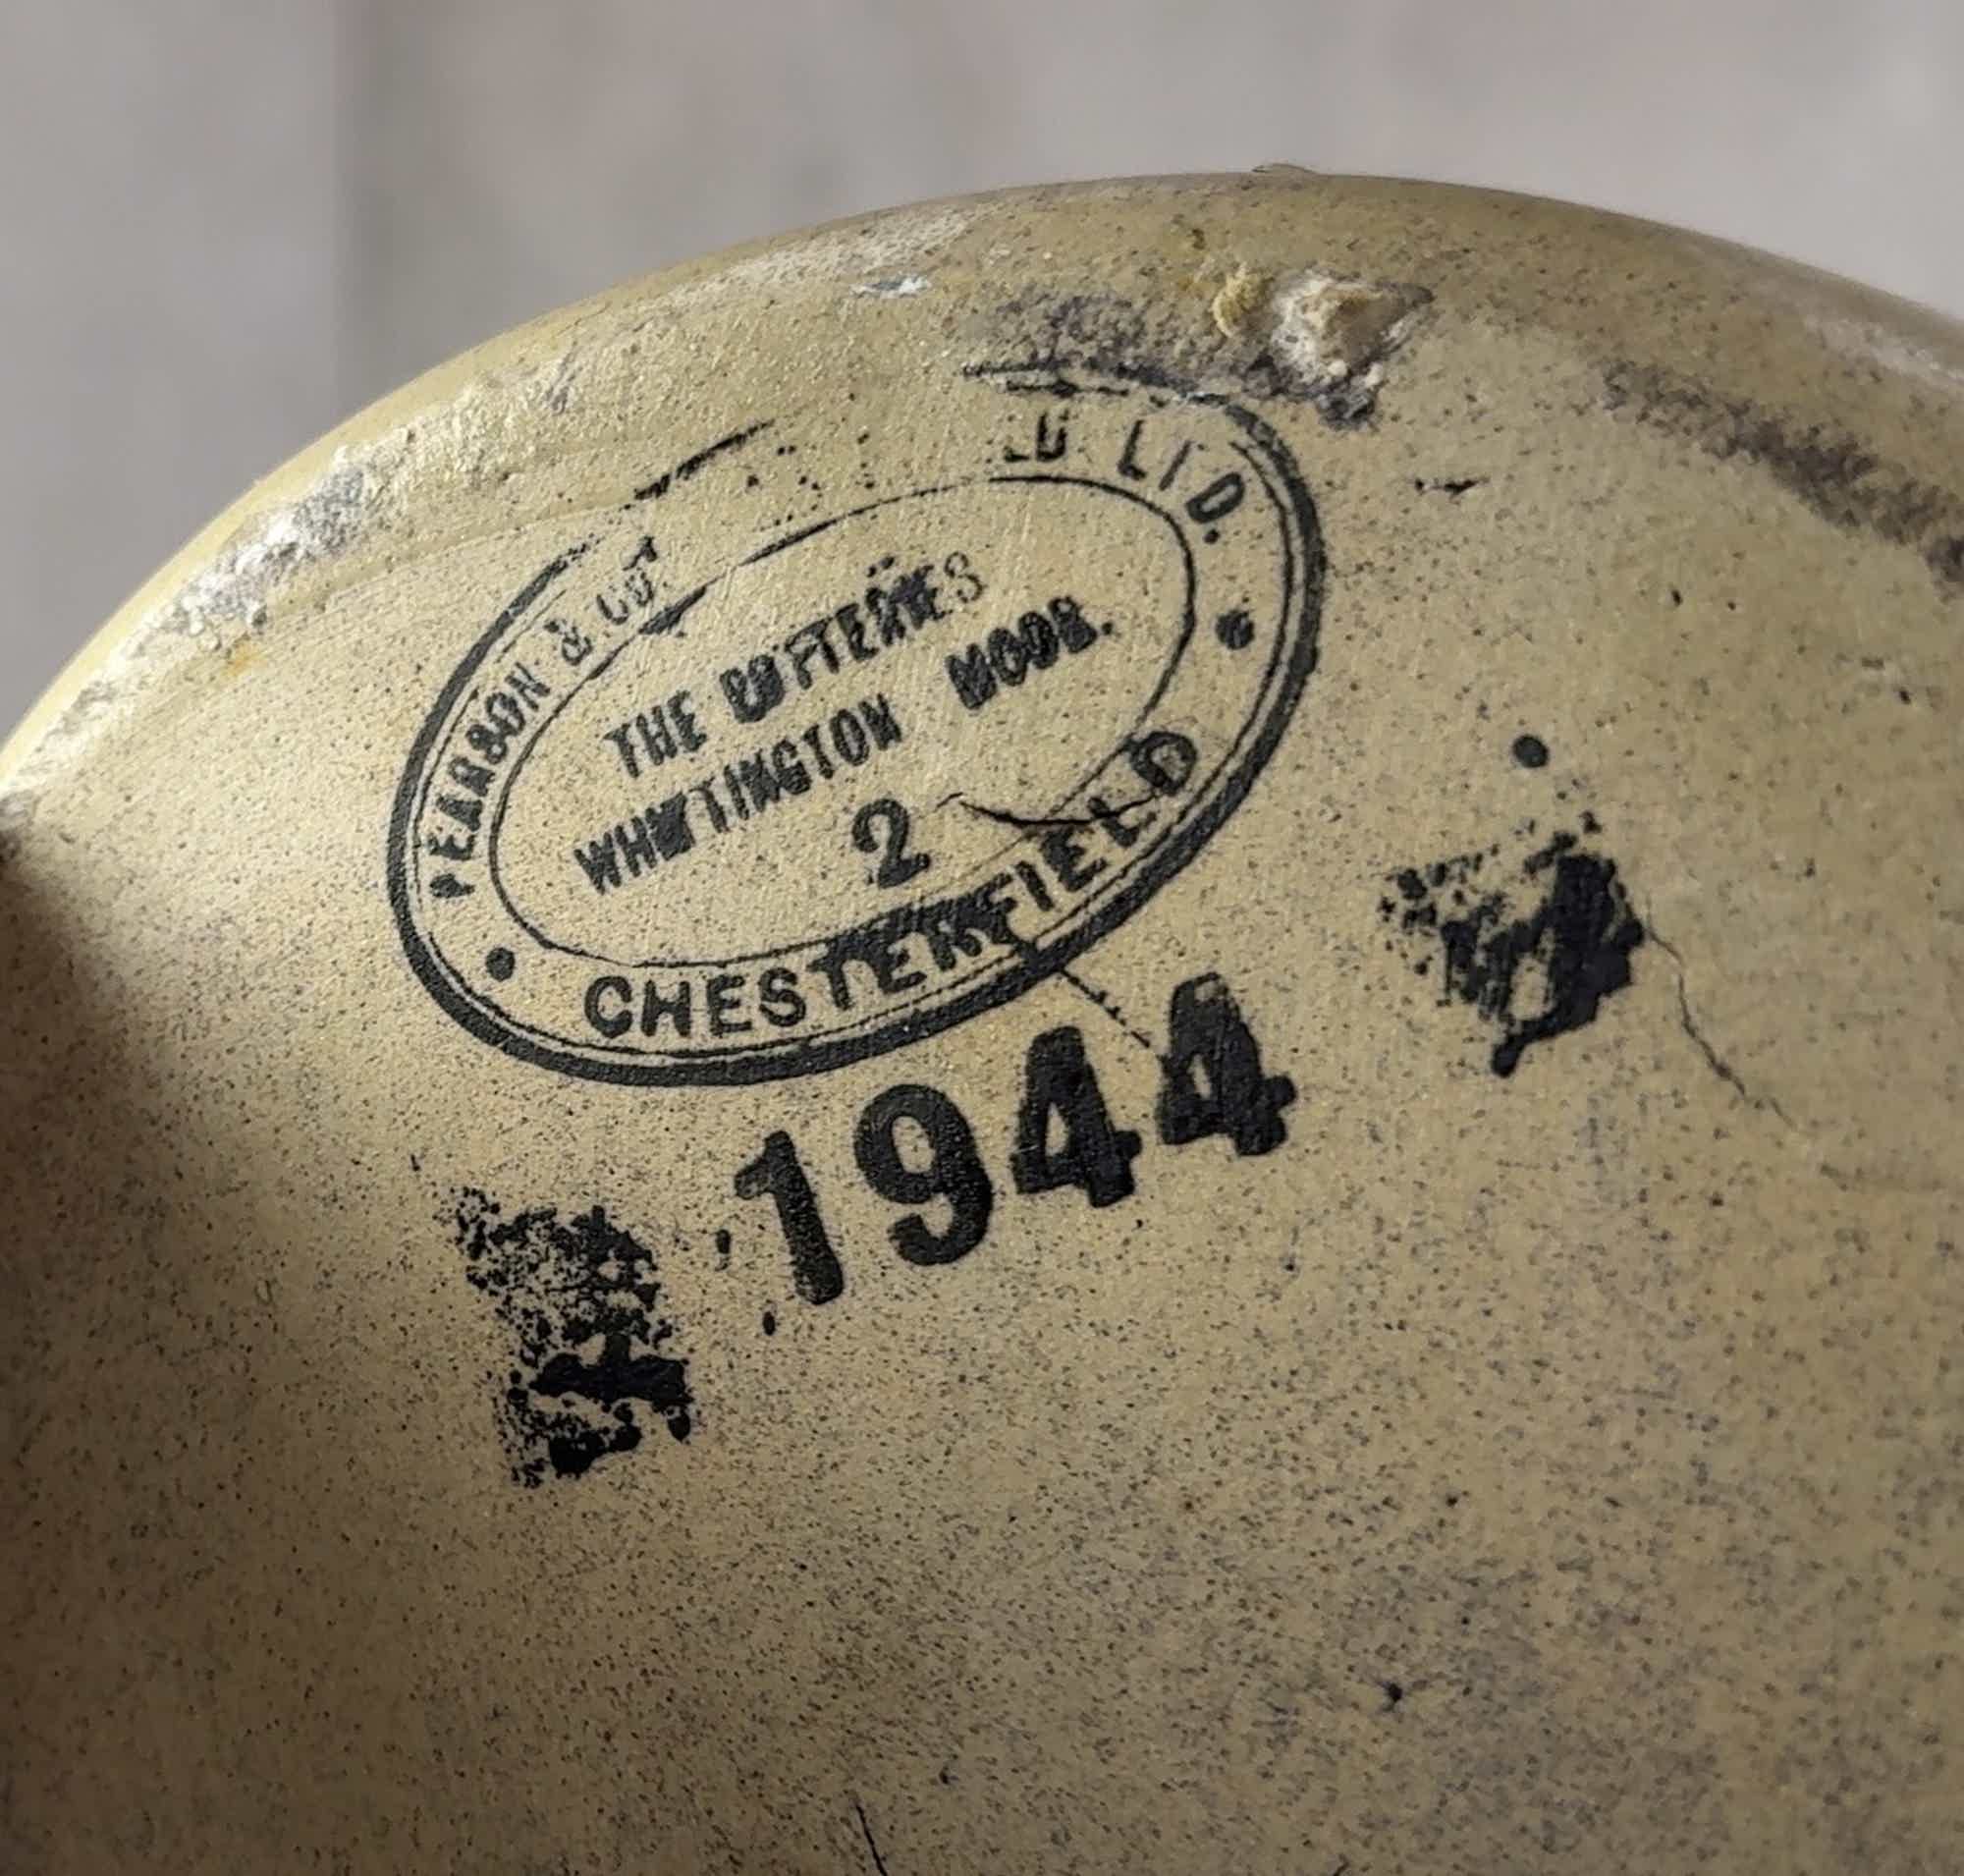 PEARSON & CO. LTD.
THE POTTERIES
WHITTINGTON MOOR.
2
CHESTERFIELD
1944